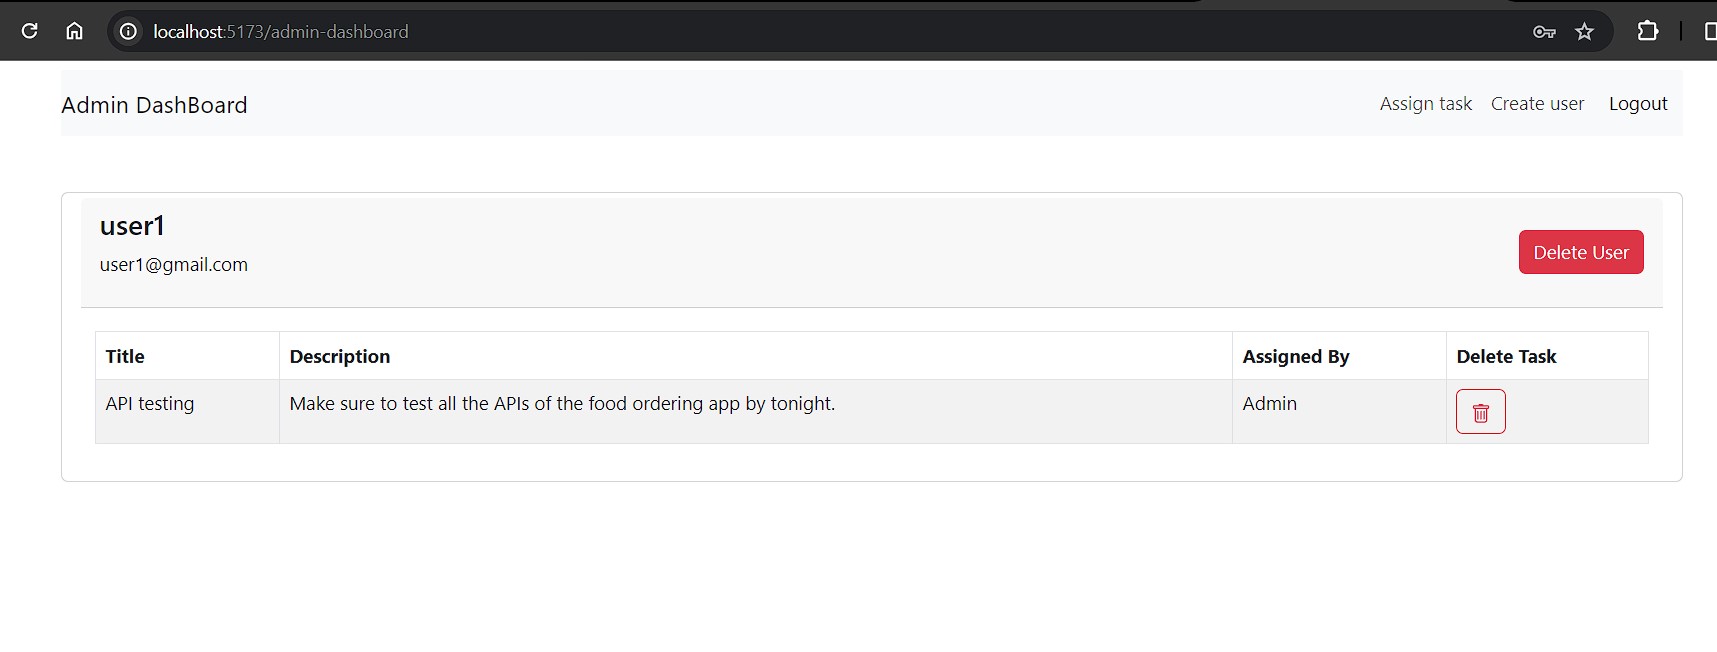 localhost:5173/admin-dashboard
Admin DashBoard
Assign task Create user Logout
user1
user1@gmail.com
Delete User
Title Description Assigned By Delete Task
API testing Make sure to test all the APIs of the food ordering app by tonight. Admin